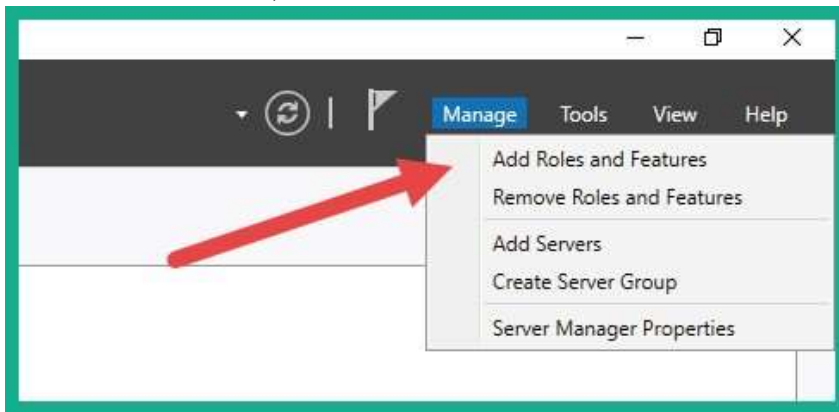 Manage Tools View Help
Add Roles and Features
Remove Roles and Features
Add Servers
Create Server Group
Server Manager Properties